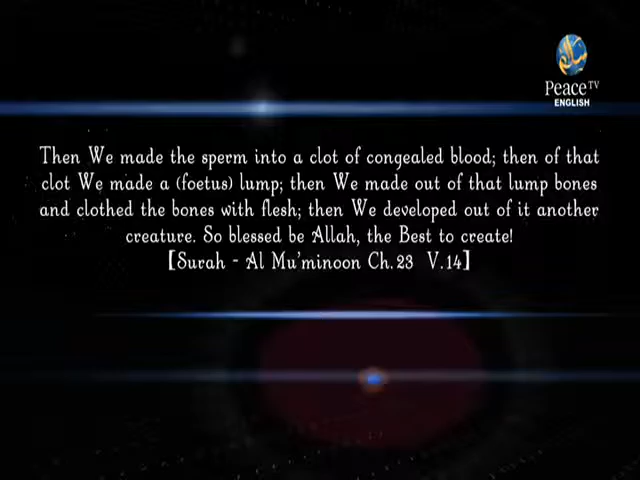 سلام
Peace TV
ENGLISH
Then We made the sperm into a clot of congealed blood; then of that
clot We made a (foetus) lump; then We made out of that lump bones
and clothed the bones with flesh; then We developed out of it another
creature. So blessed be Allah, the Best to create!
[Surah - Al Mu'minoon Ch.23 V.14]